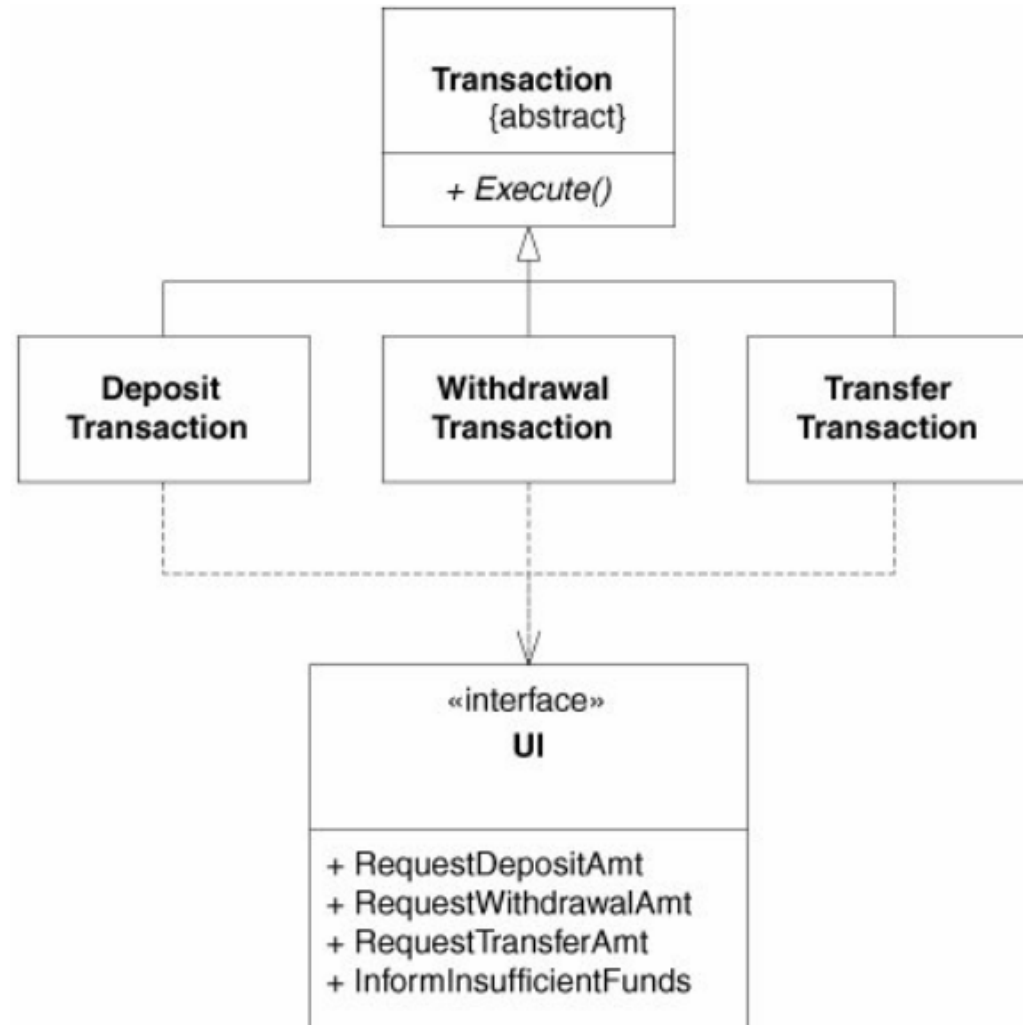 Transaction
{abstract}
+ Execute()
Deposit
Transaction
Withdrawal
Transaction
Transfer
Transaction
«interface»
UI
+ RequestDepositAmt
+ RequestWithdrawalAmt
+ RequestTransferAmt
+ InformInsufficientFunds